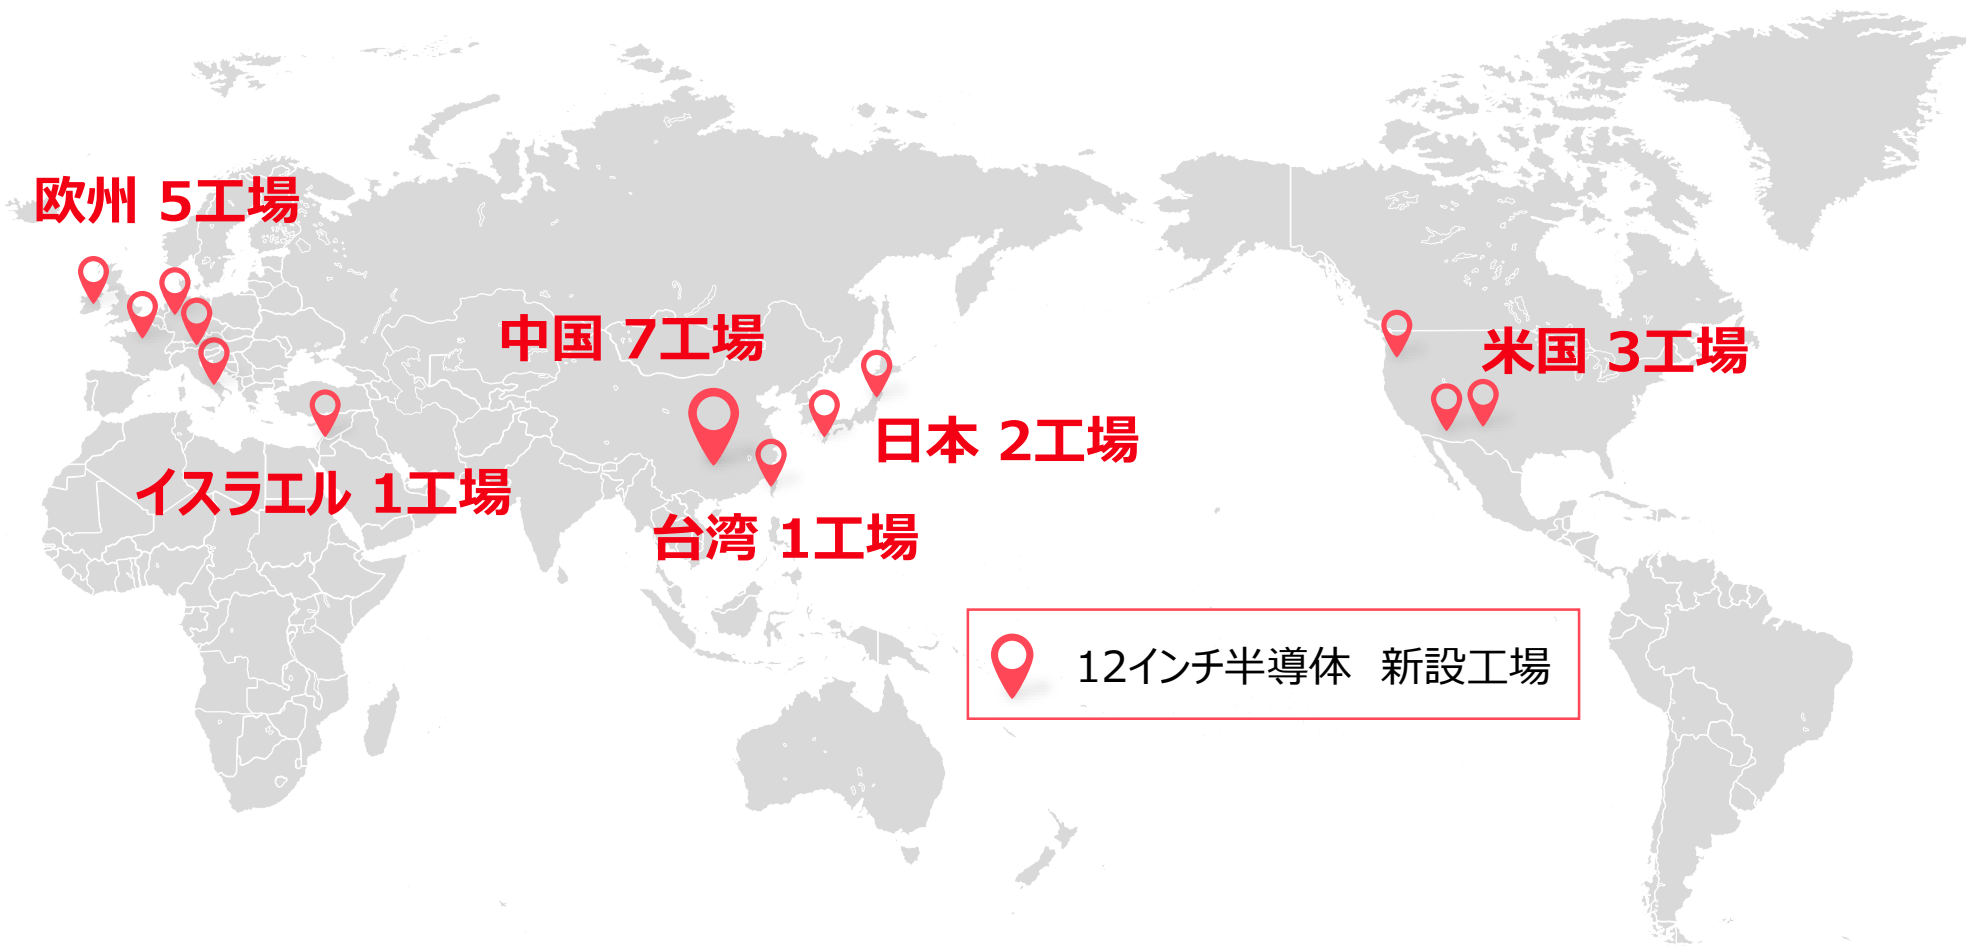 欧州 5工場
中国 7工場
米国 3工場
日本 2工場
イスラエル 1工場
台湾 1工場
12インチ半導体　新設工場